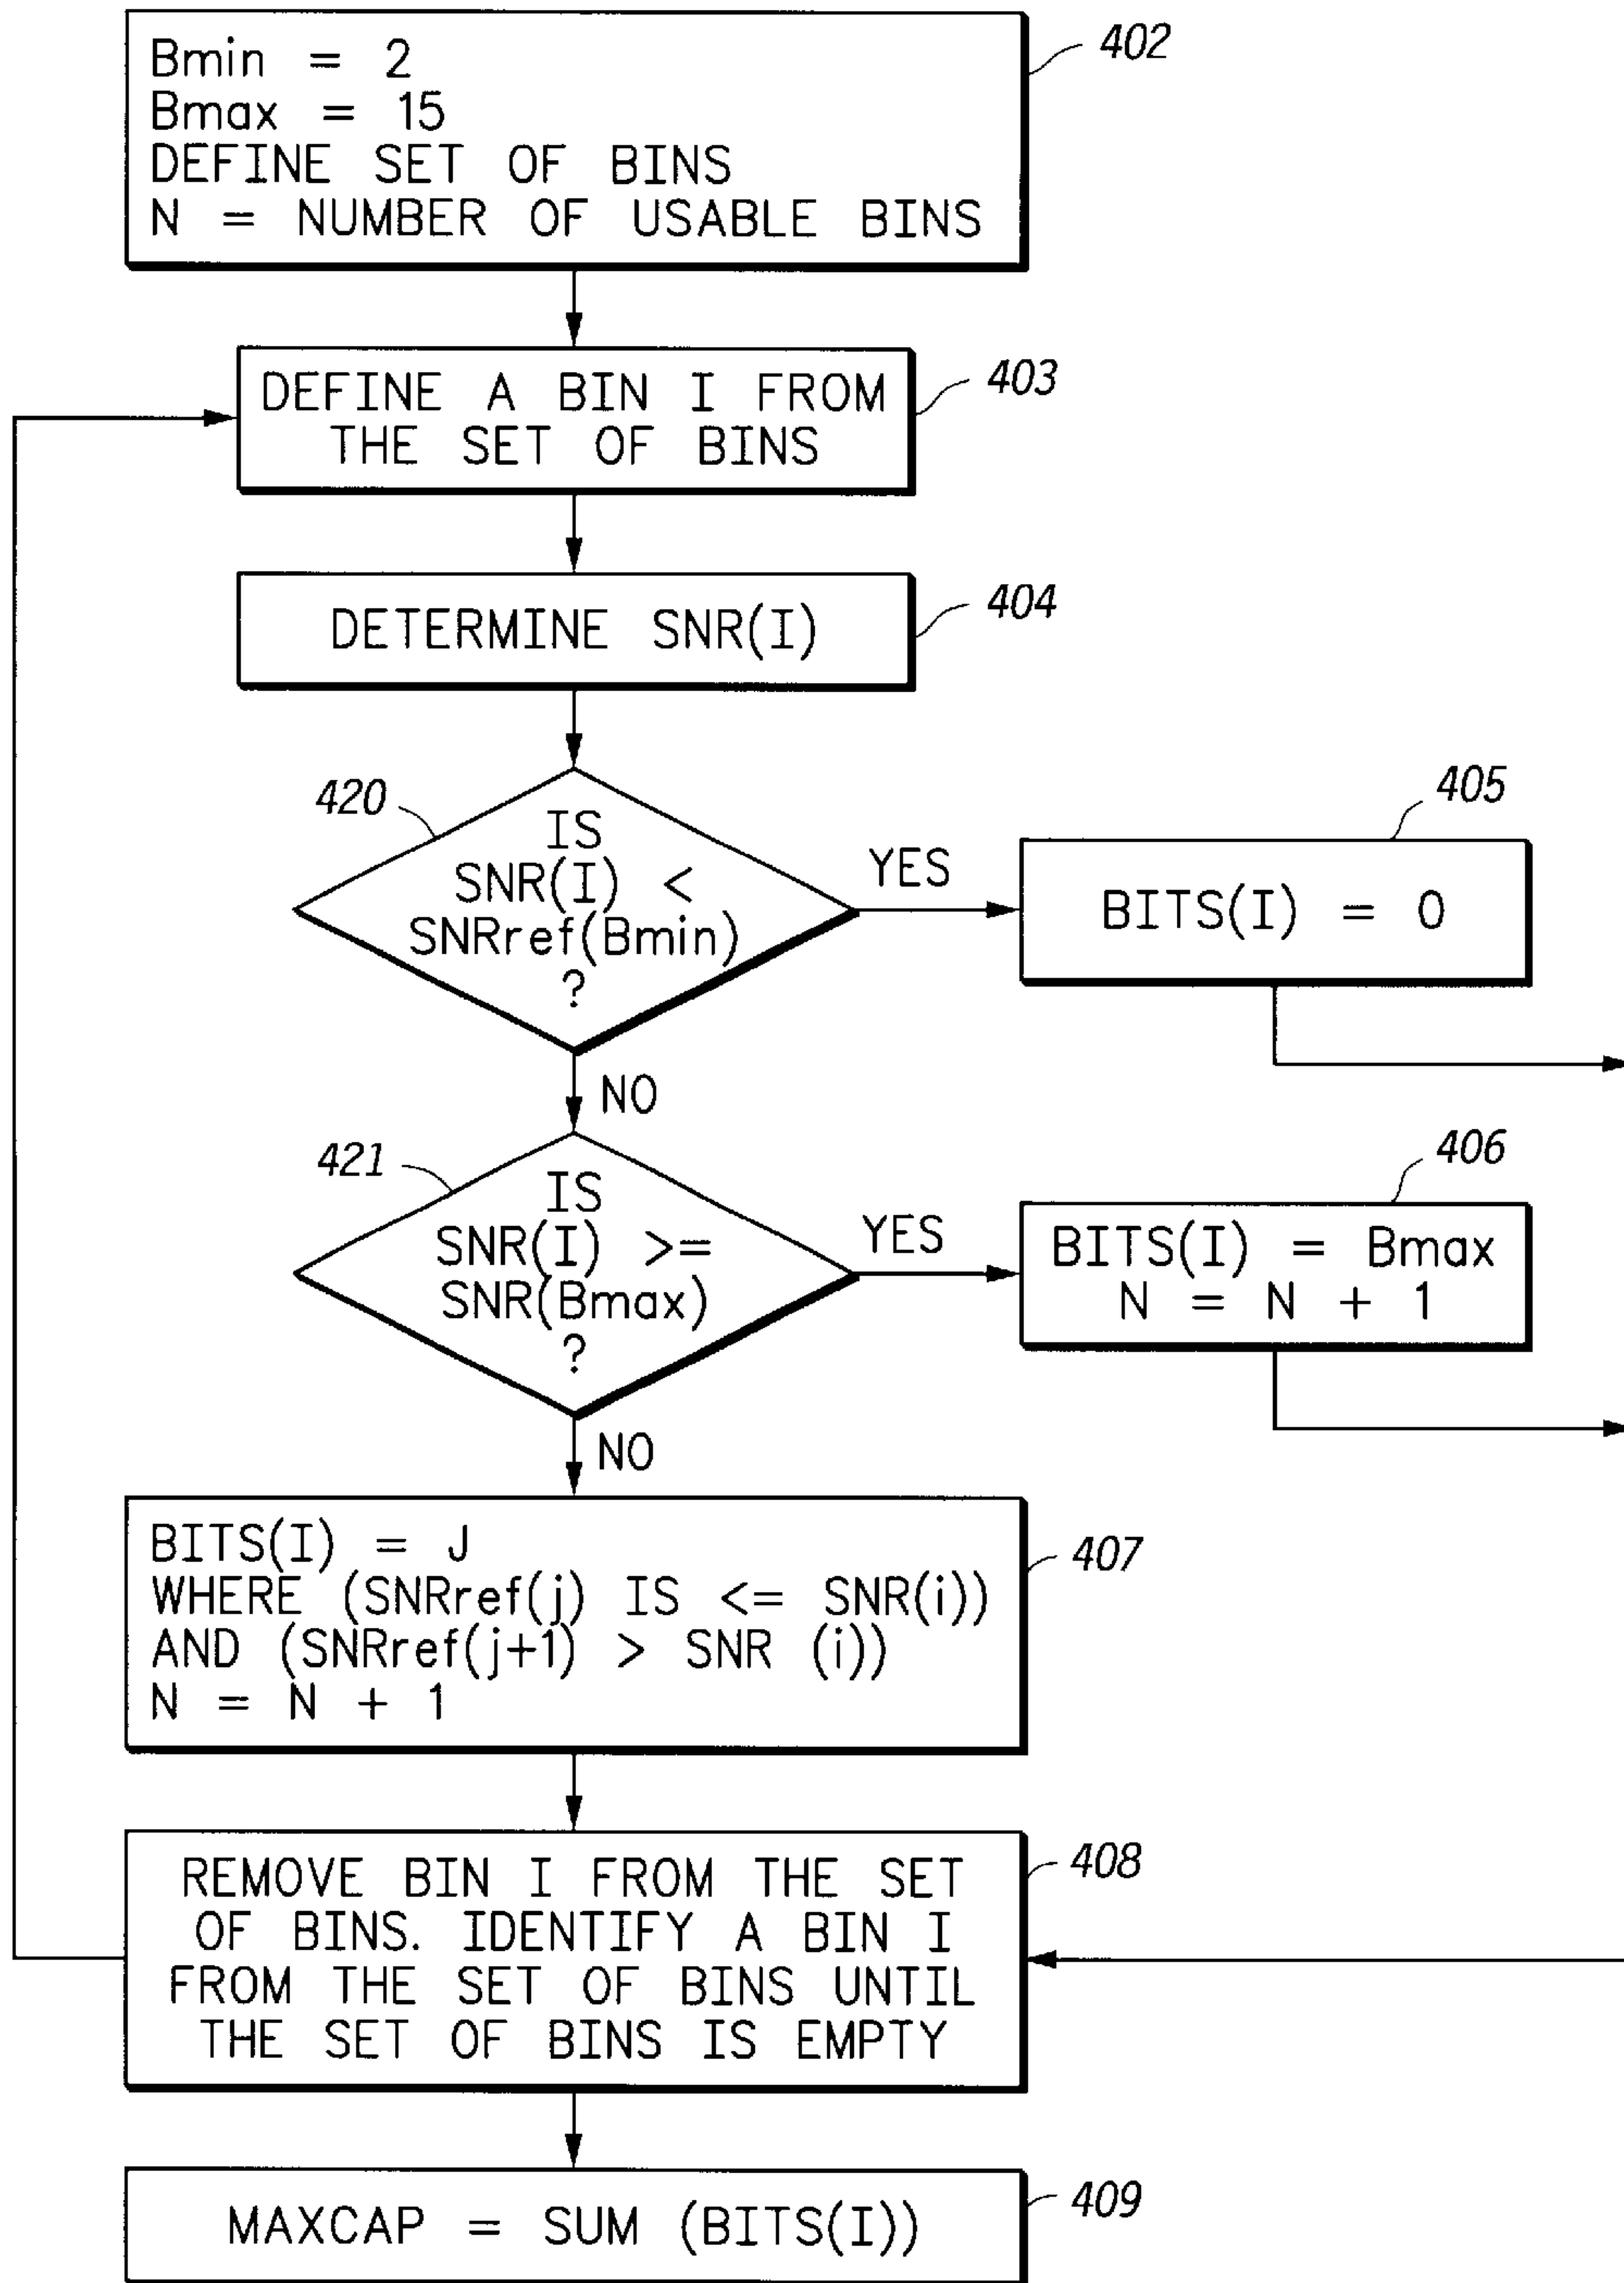 Bmin = 2
Bmax = 15
DEFINE SET OF BINS
N = NUMBER OF USABLE BINS
402
DEFINE A BIN I FROM
THE SET OF BINS
403
DETERMINE SNR(I)
404
420
IS
SNR(I) <
SNRref(Bmin)
?
YES
405
BITS(I) = 0
NO
421
IS
SNR(I) >=
SNR(Bmax)
?
YES
406
BITS(I) = Bmax
N = N + 1
NO
BITS(I) = J
WHERE (SNRref(j) IS <= SNR(i))
AND (SNRref(j+1) > SNR (i))
N = N + 1
407
REMOVE BIN I FROM THE SET
OF BINS. IDENTIFY A BIN I
FROM THE SET OF BINS UNTIL
THE SET OF BINS IS EMPTY
408
MAXCAP = SUM (BITS(I))
409